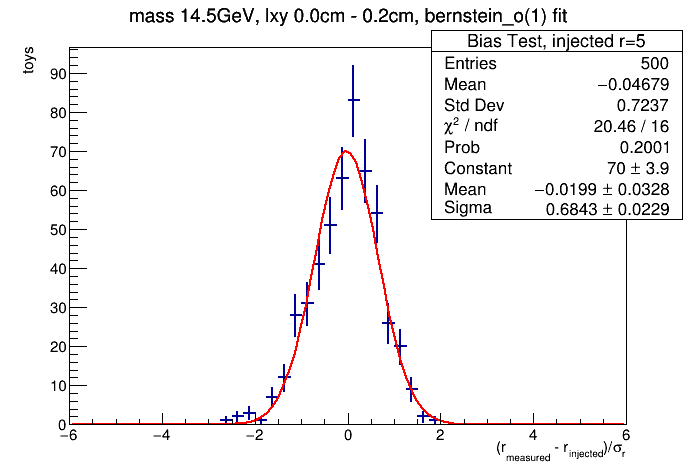 mass 14.5GeV, lxy 0.0cm - 0.2cm, bernstein_o(1) fit
Bias Test, injected r=5
Entries 500
Mean −0.04679
Std Dev 0.7237
χ² / ndf 20.46 / 16
Prob 0.2001
Constant 70 ± 3.9
Mean −0.0199 ± 0.0328
Sigma 0.6843 ± 0.0229
toys
90
80
70
60
50
40
30
20
10
0
−6 −4 −2 0 2 4 6
(r_measured - r_injected)/σ_r